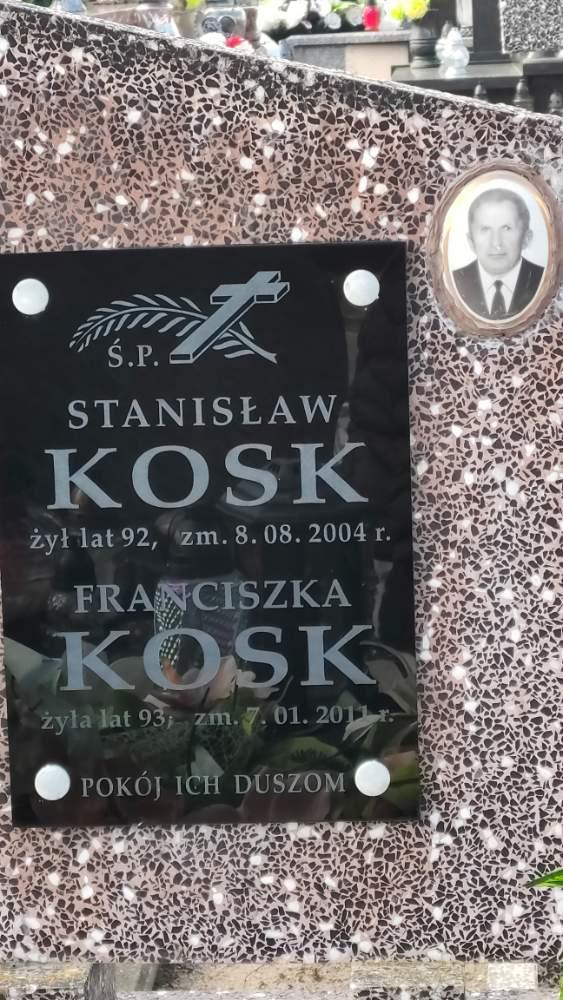 Ś.P.
STANISŁAW
KOSK
żył lat 92, zm. 8.08.2004 r.
FRANCISZKA
KOSK
żyła lat 93, zm. 7.01.2011 r.
POKÓJ ICH DUSZOM